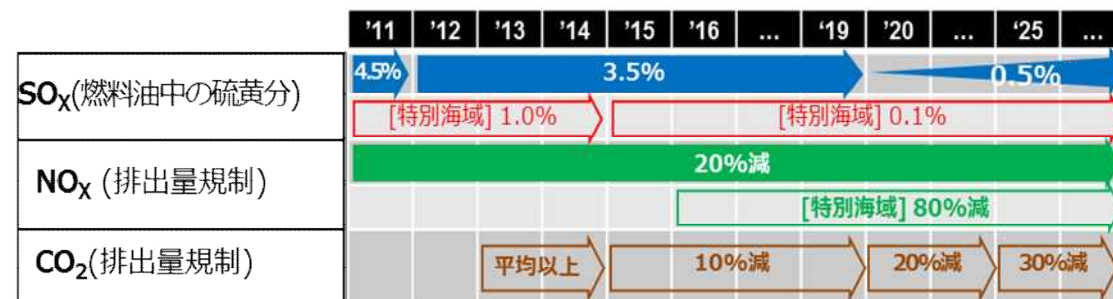 ’11 ’12 ’13 ’14 ’15 ’16 … ‘19 ’20 … ‘25 …
SOX(燃料油中の硫黄分)
4.5% 3.5% 0.5%
[特別海域] 1.0% [特別海域] 0.1%
NOX (排出量規制)
20%減
[特別海域] 80%減
CO2(排出量規制)
平均以上 10%減 20%減 30%減